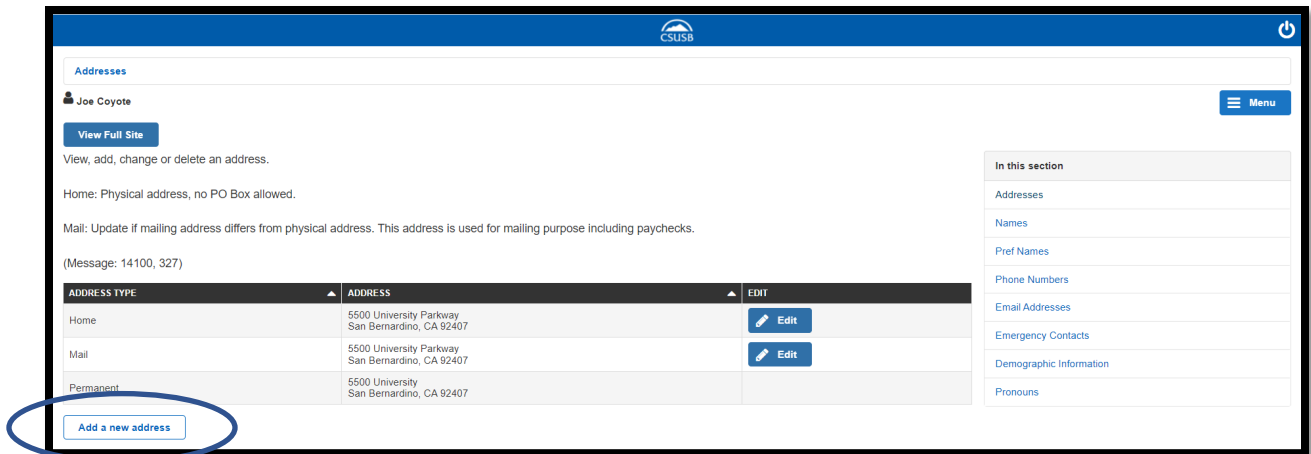 CSUSB
Addresses
Joe Coyote
Menu
View Full Site
View, add, change or delete an address.
Home: Physical address, no PO Box allowed.
Mail: Update if mailing address differs from physical address. This address is used for mailing purpose including paychecks.
(Message: 14100, 327)
ADDRESS TYPE ADDRESS EDIT
Home 5500 University Parkway
San Bernardino, CA 92407 Edit
Mail 5500 University Parkway
San Bernardino, CA 92407 Edit
Permanent 5500 University
San Bernardino, CA 92407
Add a new address
In this section
Addresses
Names
Pref Names
Phone Numbers
Email Addresses
Emergency Contacts
Demographic Information
Pronouns